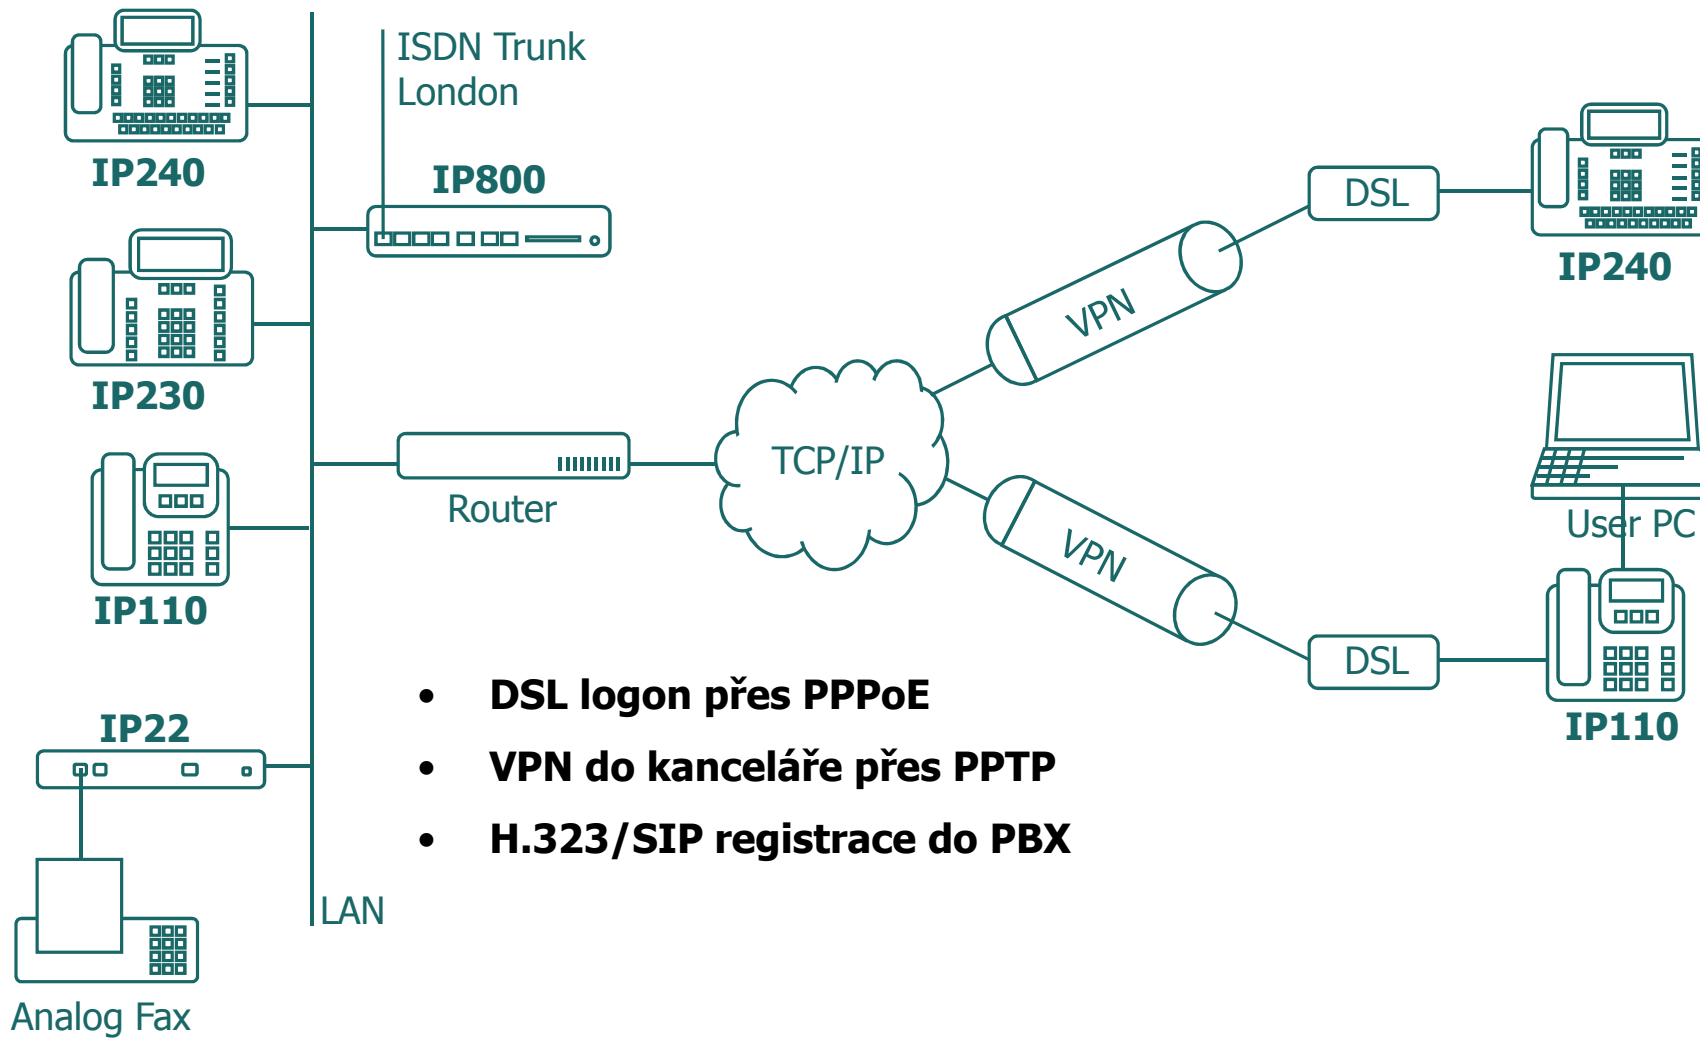 ISDN Trunk
London
IP240
IP800
DSL
IP240
VPN
IP230
TCP/IP
Router
User PC
VPN
IP110
DSL
IP110
IP22
• DSL logon přes PPPoE
• VPN do kanceláře přes PPTP
• H.323/SIP registrace do PBX
LAN
Analog Fax